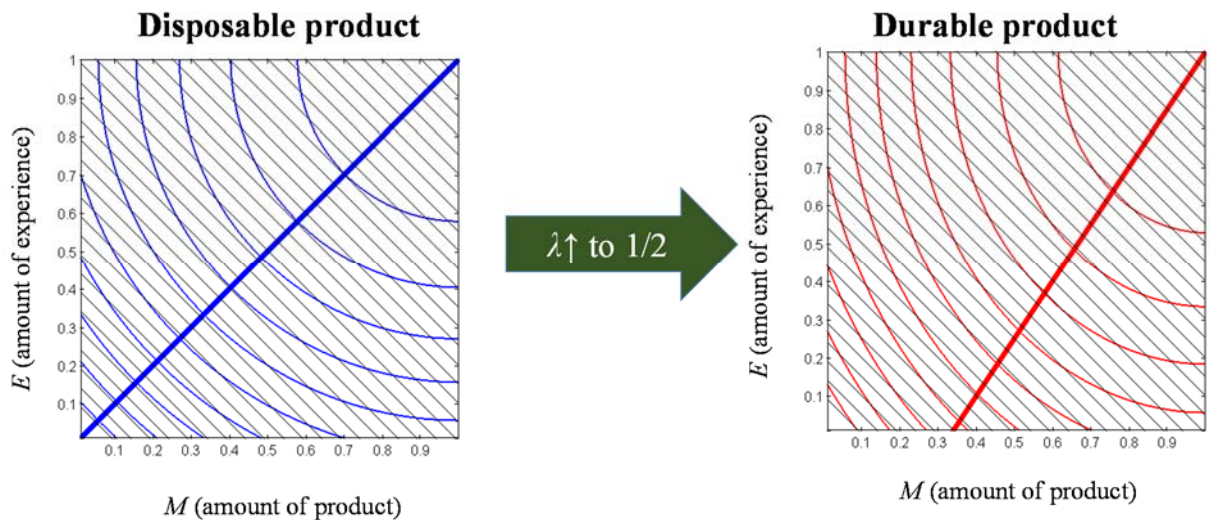 Disposable product
Durable product
1
0.9
0.8
0.7
0.6
0.5
0.4
0.3
0.2
0.1
0.1 0.2 0.3 0.4 0.5 0.6 0.7 0.8 0.9
E (amount of experience)
M (amount of product)
λ↑ to 1/2
1
0.9
0.8
0.7
0.6
0.5
0.4
0.3
0.2
0.1
0.1 0.2 0.3 0.4 0.5 0.6 0.7 0.8 0.9
E (amount of experience)
M (amount of product)